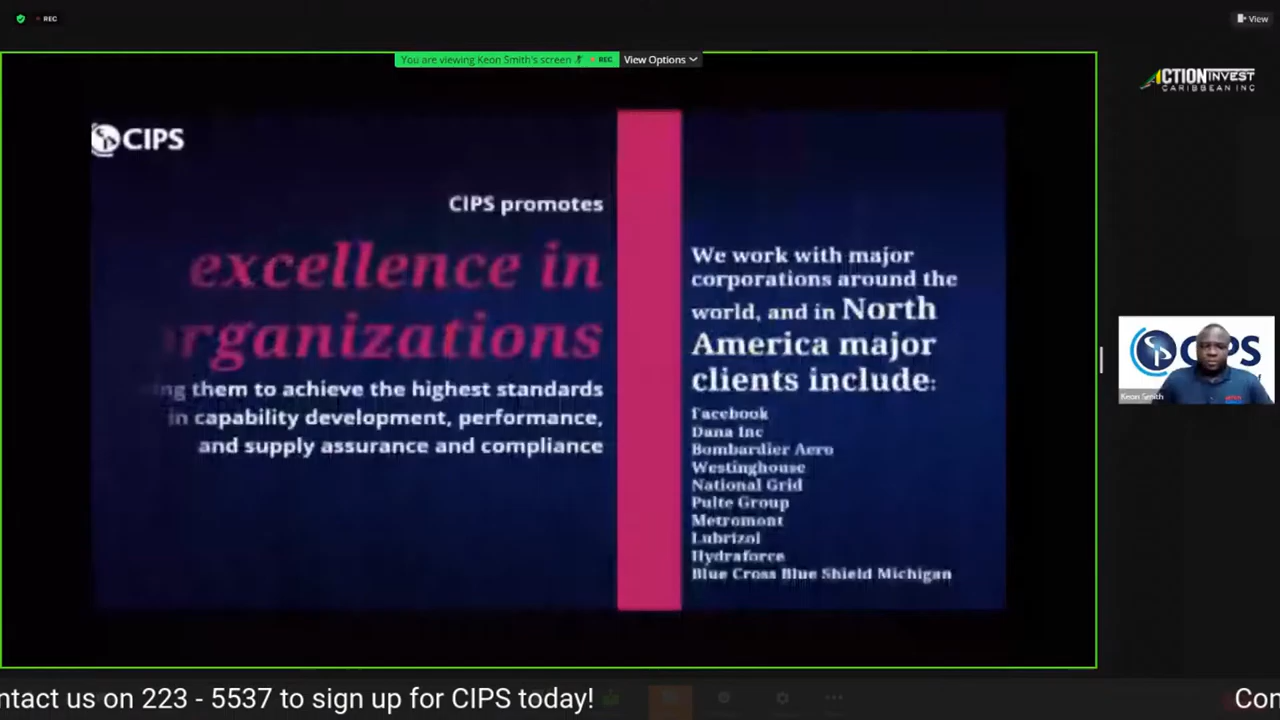 REC
View
You are viewing Keon Smith's screen
REC
View Options
ACTION INVEST
CARIBBEAN INC
CIPS
CIPS promotes
excellence in
rganizations
ng them to achieve the highest standards
in capability development, performance,
and supply assurance and compliance
We work with major
corporations around the
world, and in North
America major
clients include:
Facebook
Dana Inc
Bombardier Aero
Westinghouse
National Grid
Pulte Group
Metromont
Lubrizol
Hydraforce
Blue Cross Blue Shield Michigan
Keon Smith
ntact us on 223 - 5537 to sign up for CIPS today!
Con